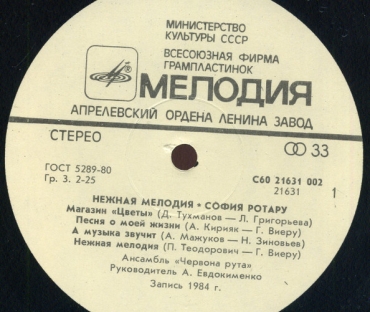 МИНИСТЕРСТВО
КУЛЬТУРЫ СССР
ВСЕСОЮЗНАЯ ФИРМА
ГРАМПЛАСТИНОК
МЕЛОДИЯ
АПРЕЛЕВСКИЙ ОРДЕНА ЛЕНИНА ЗАВОД
СТЕРЕО
33
ГОСТ 5289-80
Гр. 3. 2-25
С60 21631 002
21631
1
НЕЖНАЯ МЕЛОДИЯ • СОФИЯ РОТАРУ
Магазин «Цветы» (Д. Тухманов — Л. Григорьева)
Песня о моей жизни (А. Кирияк — Г. Виеру)
А музыка звучит (А. Мажуков — Н. Зиновьев)
Нежная мелодия (П. Теодорович — Г. Виеру)
Ансамбль «Червона рута»
Руководитель А. Евдокименко
Запись 1984 г.